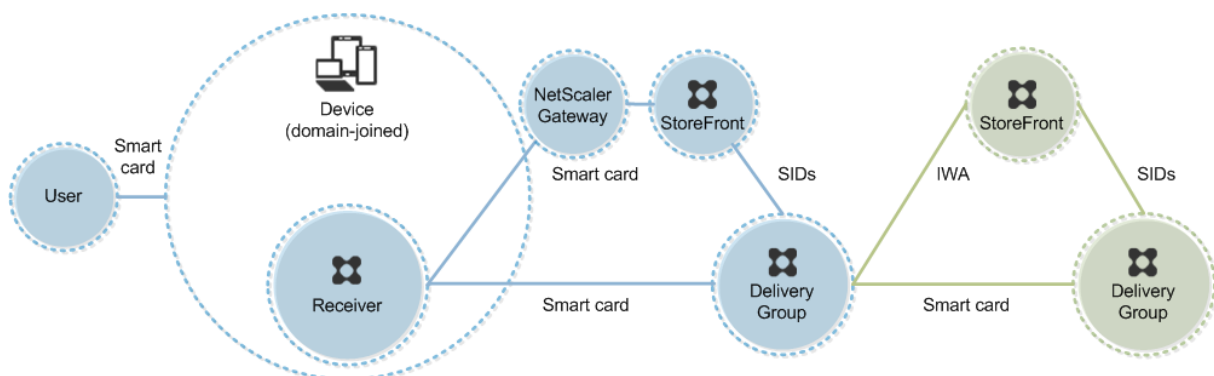 User
Smart
card
Device
(domain-joined)
Receiver
NetScaler
Gateway
StoreFront
Smart card
SIDs
Smart card
Delivery
Group
IWA
StoreFront
SIDs
Smart card
Delivery
Group